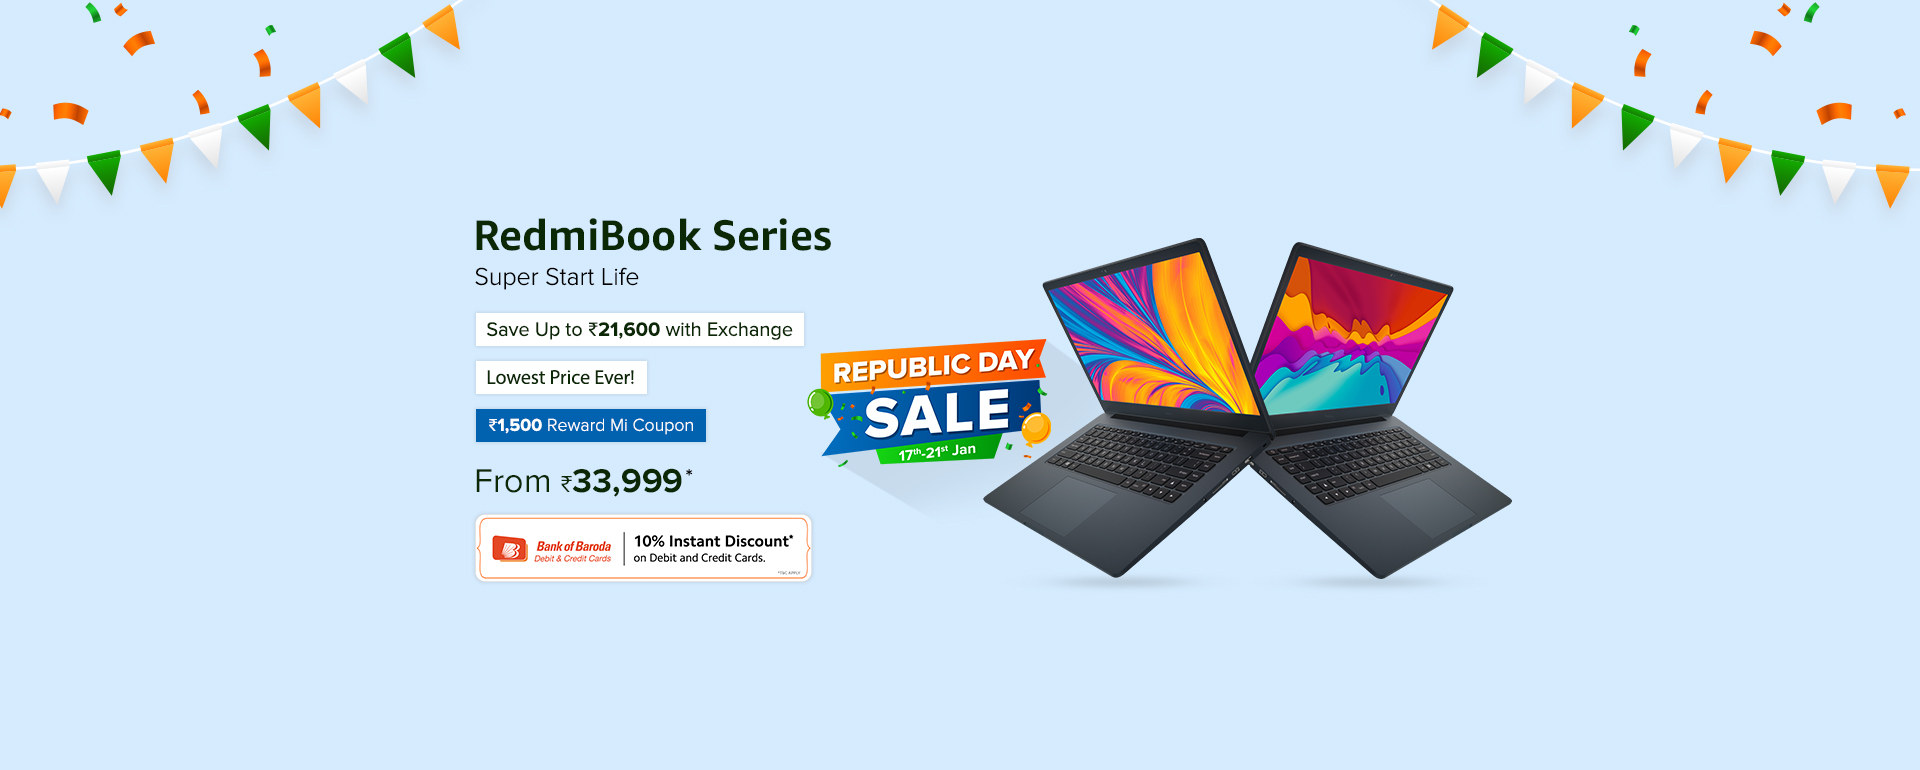 RedmiBook Series
Super Start Life
Save Up to ₹21,600 with Exchange
Lowest Price Ever!
₹1,500 Reward Mi Coupon
From ₹33,999*
Bank of Baroda
Debit & Credit Cards
10% Instant Discount*
on Debit and Credit Cards.
*T&C APPLY
REPUBLIC DAY
SALE
17th-21st Jan